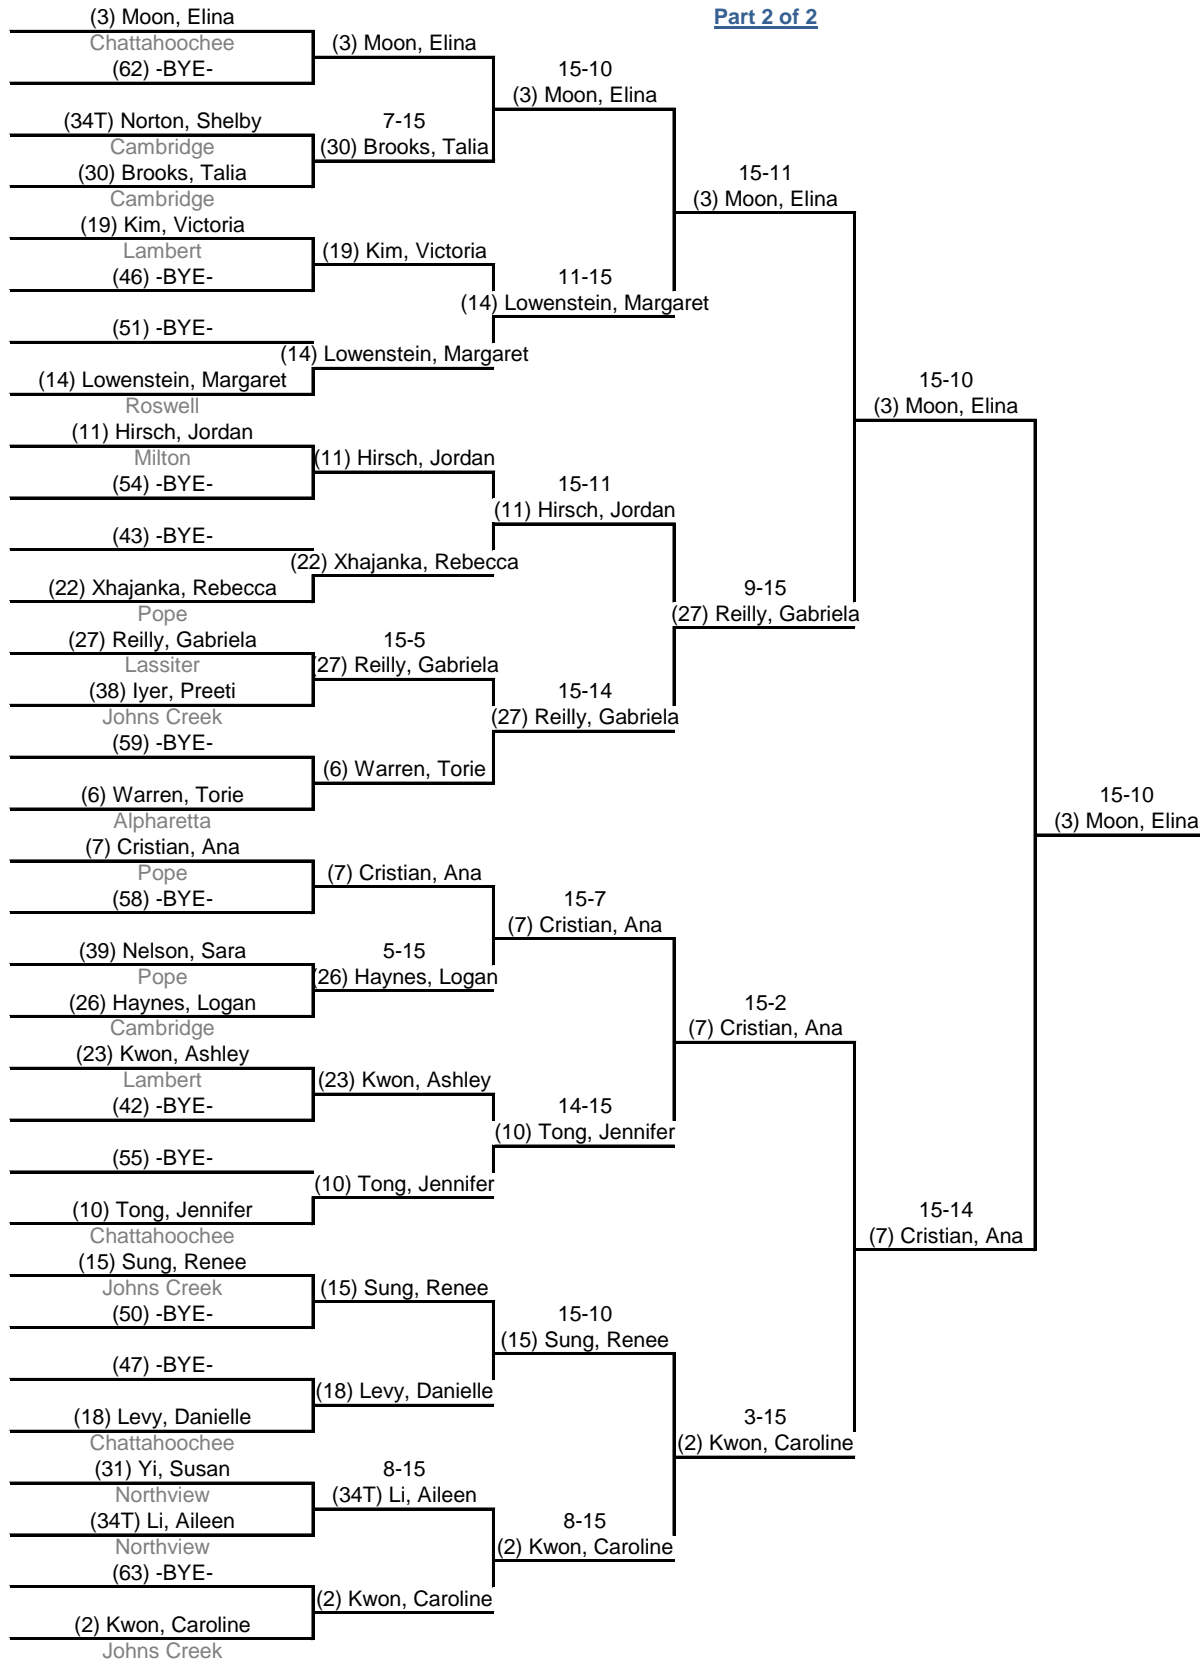 Part 2 of 2
(3) Moon, Elina
Chattahoochee
(62) -BYE-
(34T) Norton, Shelby
Cambridge
(30) Brooks, Talia
Cambridge
(19) Kim, Victoria
Lambert
(46) -BYE-
(51) -BYE-
(14) Lowenstein, Margaret
Roswell
(11) Hirsch, Jordan
Milton
(54) -BYE-
(43) -BYE-
(22) Xhajanka, Rebecca
Pope
(27) Reilly, Gabriela
Lassiter
(38) Iyer, Preeti
Johns Creek
(59) -BYE-
(6) Warren, Torie
Alpharetta
(7) Cristian, Ana
Pope
(58) -BYE-
(39) Nelson, Sara
Pope
(26) Haynes, Logan
Cambridge
(23) Kwon, Ashley
Lambert
(42) -BYE-
(55) -BYE-
(10) Tong, Jennifer
Chattahoochee
(15) Sung, Renee
Johns Creek
(50) -BYE-
(47) -BYE-
(18) Levy, Danielle
Chattahoochee
(31) Yi, Susan
Northview
(34T) Li, Aileen
Northview
(63) -BYE-
(2) Kwon, Caroline
Johns Creek
(3) Moon, Elina
7-15
(30) Brooks, Talia
(19) Kim, Victoria
(14) Lowenstein, Margaret
(11) Hirsch, Jordan
(22) Xhajanka, Rebecca
15-5
(27) Reilly, Gabriela
(6) Warren, Torie
(7) Cristian, Ana
5-15
(26) Haynes, Logan
(23) Kwon, Ashley
(10) Tong, Jennifer
(15) Sung, Renee
(18) Levy, Danielle
8-15
(34T) Li, Aileen
(2) Kwon, Caroline
15-10
(3) Moon, Elina
11-15
(14) Lowenstein, Margaret
15-11
(11) Hirsch, Jordan
15-14
(27) Reilly, Gabriela
15-7
(7) Cristian, Ana
14-15
(10) Tong, Jennifer
15-10
(15) Sung, Renee
8-15
(2) Kwon, Caroline
15-11
(3) Moon, Elina
9-15
(27) Reilly, Gabriela
15-2
(7) Cristian, Ana
3-15
(2) Kwon, Caroline
15-10
(3) Moon, Elina
15-14
(7) Cristian, Ana
15-10
(3) Moon, Elina